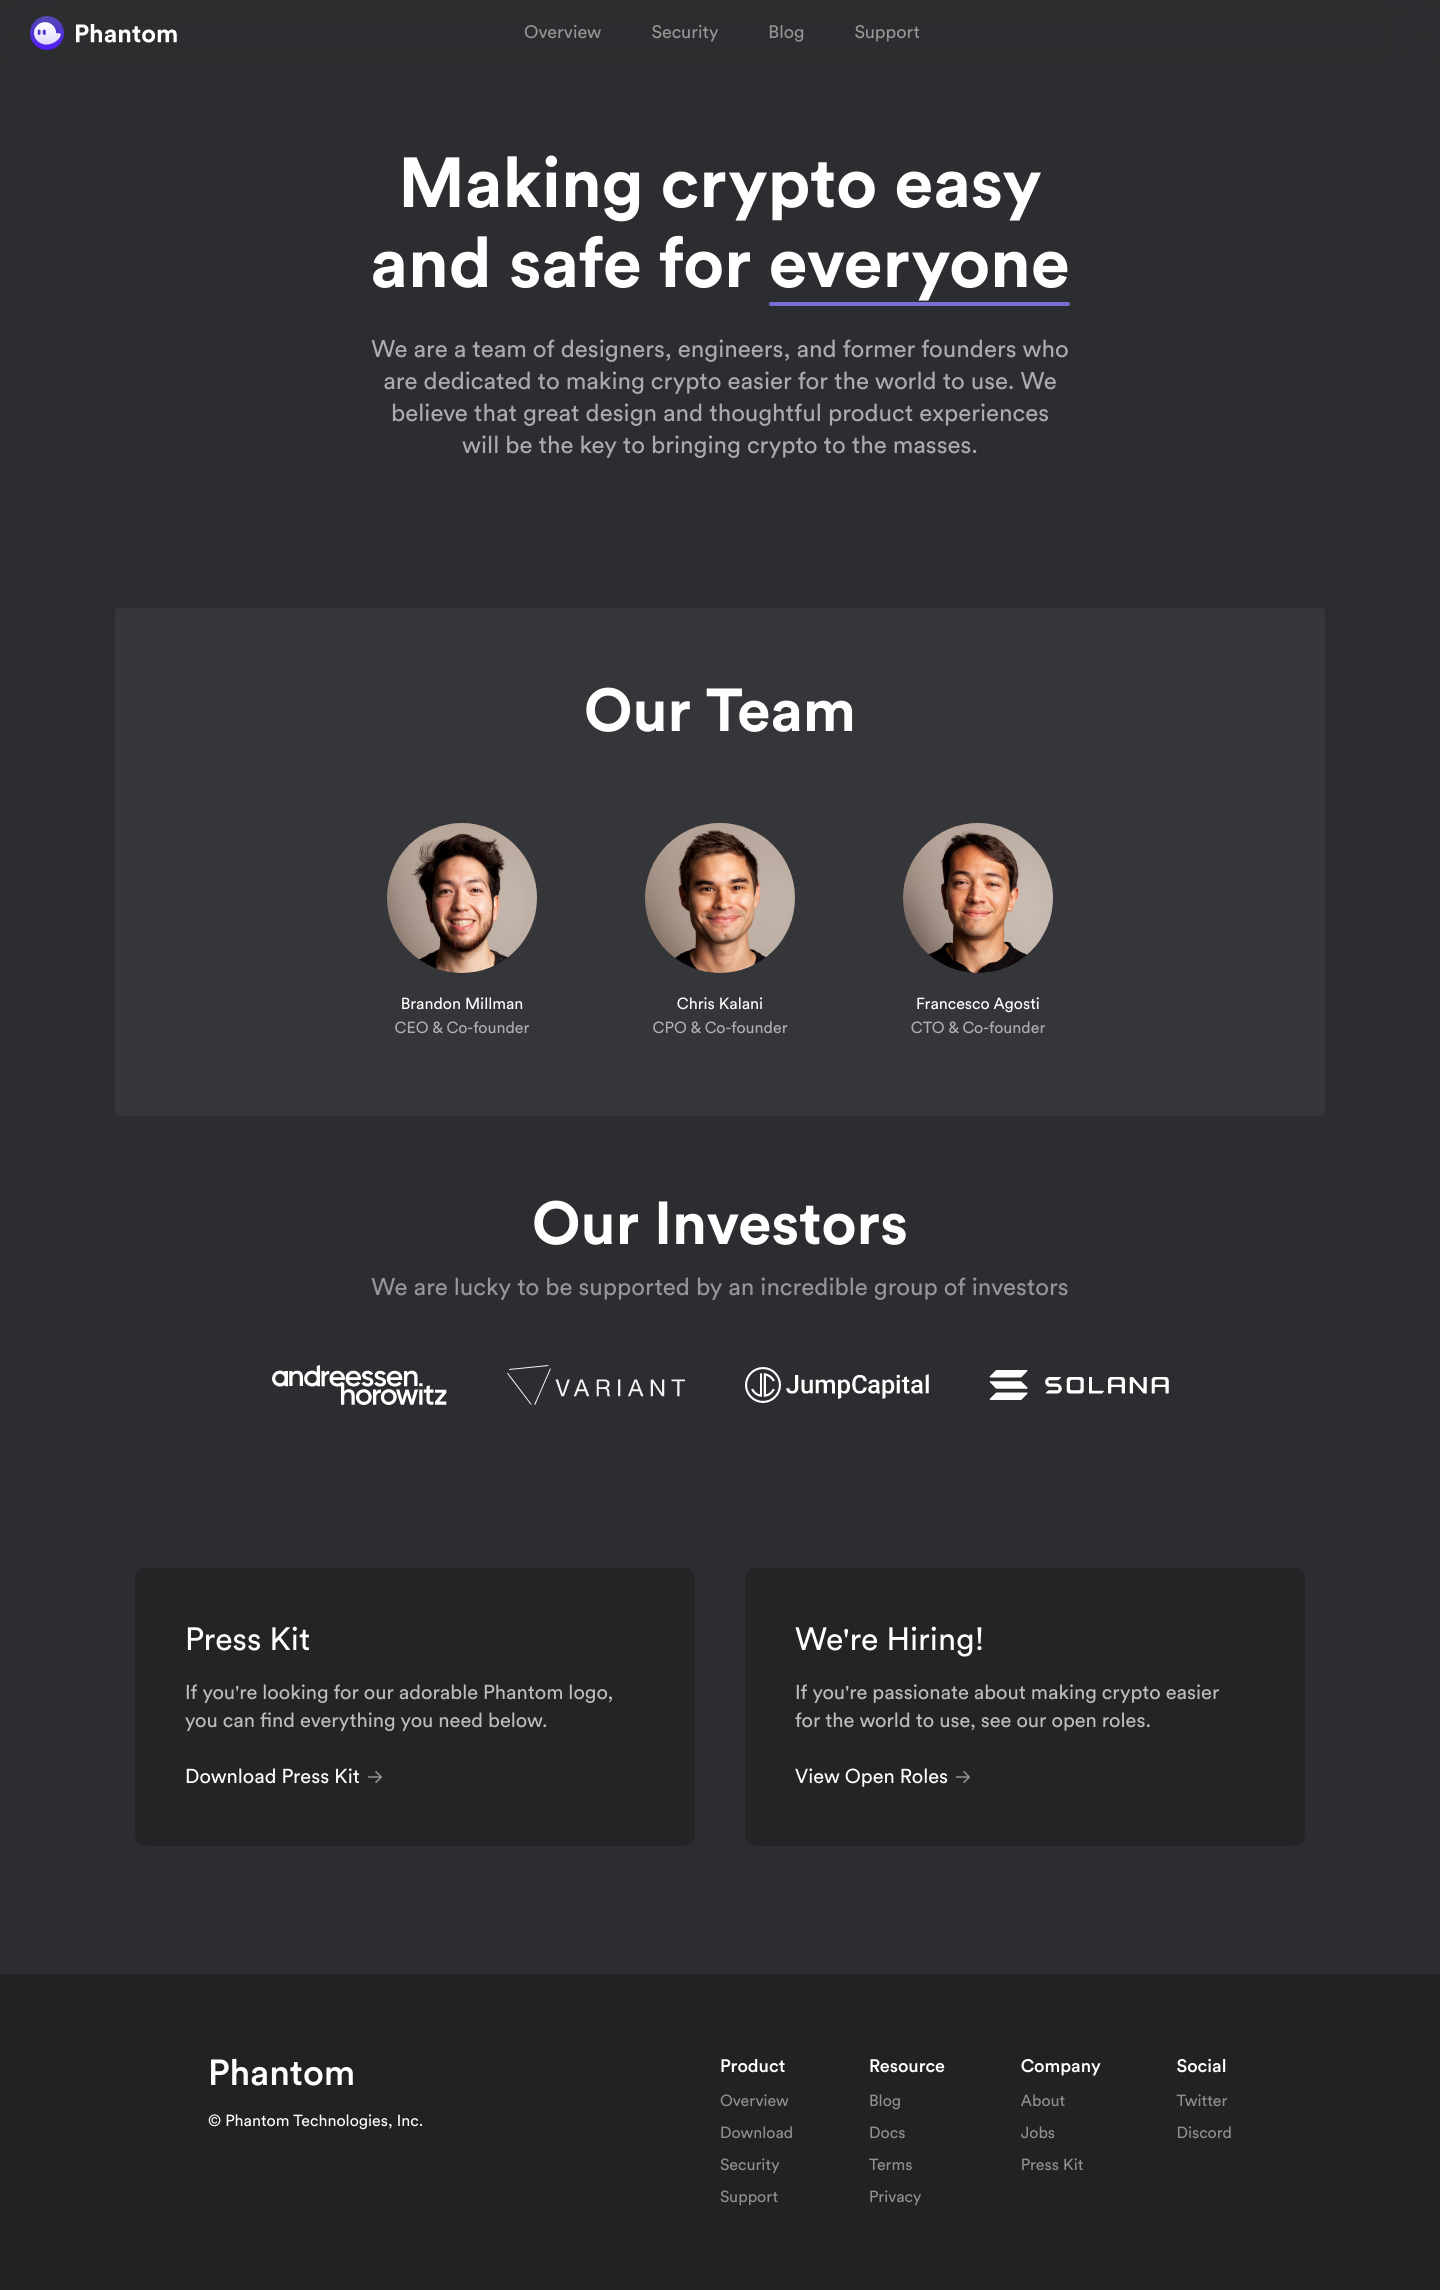 Phantom
Overview
Security
Blog
Support
Making crypto easy
and safe for everyone
We are a team of designers, engineers, and former founders who
are dedicated to making crypto easier for the world to use. We
believe that great design and thoughtful product experiences
will be the key to bringing crypto to the masses.
Our Team
Brandon Millman
CEO & Co-founder
Chris Kalani
CPO & Co-founder
Francesco Agosti
CTO & Co-founder
Our Investors
We are lucky to be supported by an incredible group of investors
andreessen.
horowitz
VARIANT
JumpCapital
SOLANA
Press Kit
If you're looking for our adorable Phantom logo,
you can find everything you need below.
Download Press Kit →
We're Hiring!
If you're passionate about making crypto easier
for the world to use, see our open roles.
View Open Roles →
Phantom
© Phantom Technologies, Inc.
Product
Overview
Download
Security
Support
Resource
Blog
Docs
Terms
Privacy
Company
About
Jobs
Press Kit
Social
Twitter
Discord